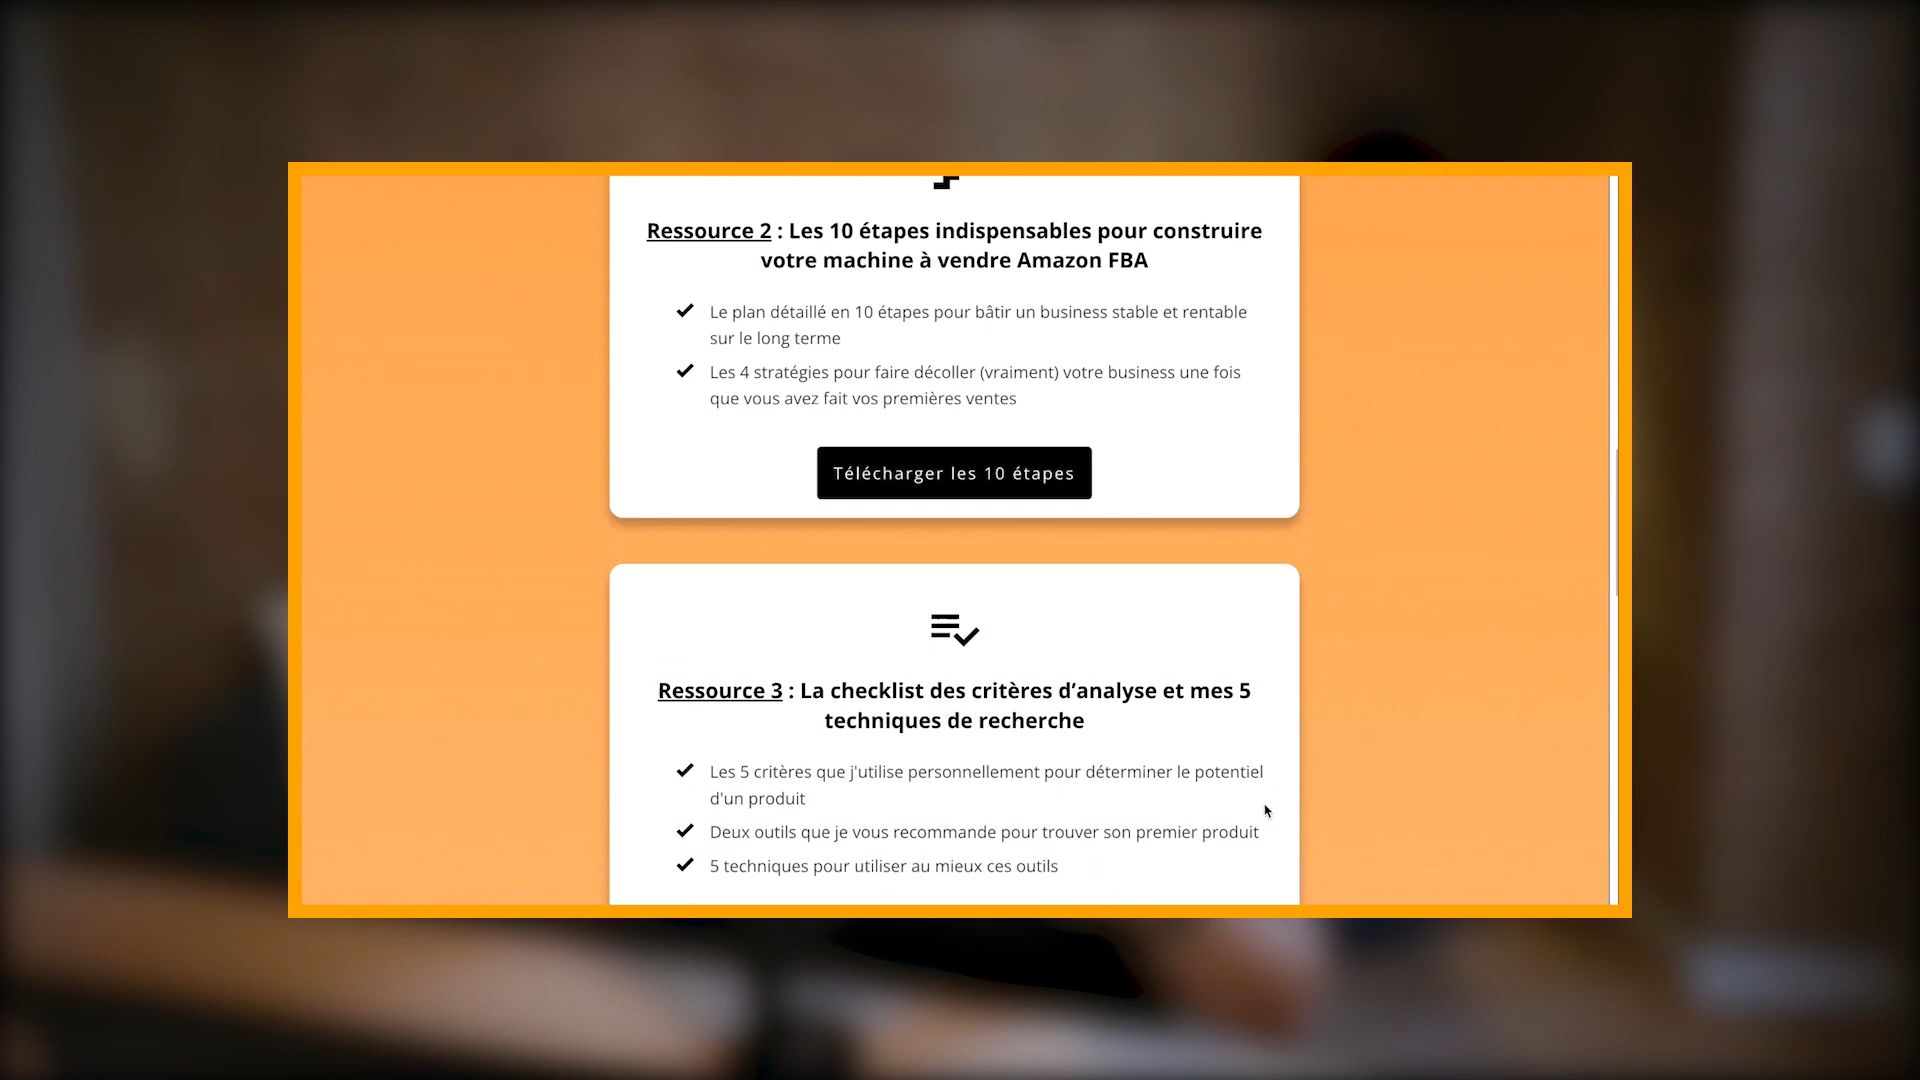 Ressource 2 : Les 10 étapes indispensables pour construire
votre machine à vendre Amazon FBA
Le plan détaillé en 10 étapes pour bâtir un business stable et rentable
sur le long terme
Les 4 stratégies pour faire décoller (vraiment) votre business une fois
que vous avez fait vos premières ventes
Télécharger les 10 étapes
Ressource 3 : La checklist des critères d’analyse et mes 5
techniques de recherche
Les 5 critères que j'utilise personnellement pour déterminer le potentiel
d'un produit
Deux outils que je vous recommande pour trouver son premier produit
5 techniques pour utiliser au mieux ces outils